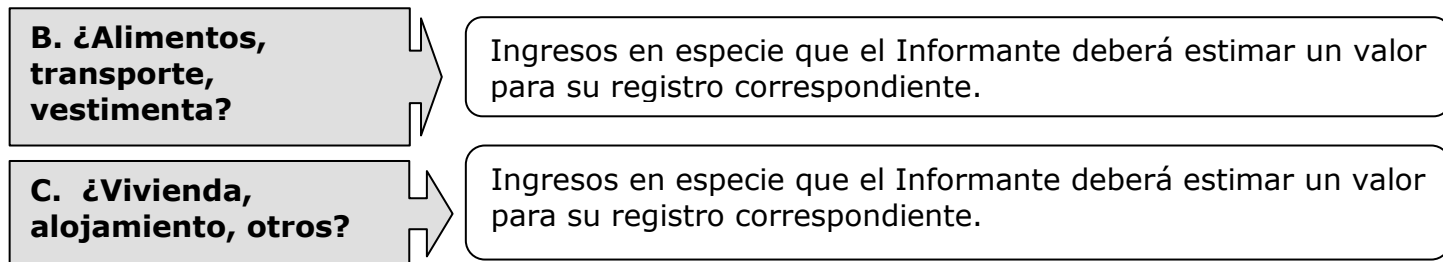 B. ¿Alimentos,
transporte,
vestimenta?
Ingresos en especie que el Informante deberá estimar un valor
para su registro correspondiente.
C. ¿Vivienda,
alojamiento, otros?
Ingresos en especie que el Informante deberá estimar un valor
para su registro correspondiente.